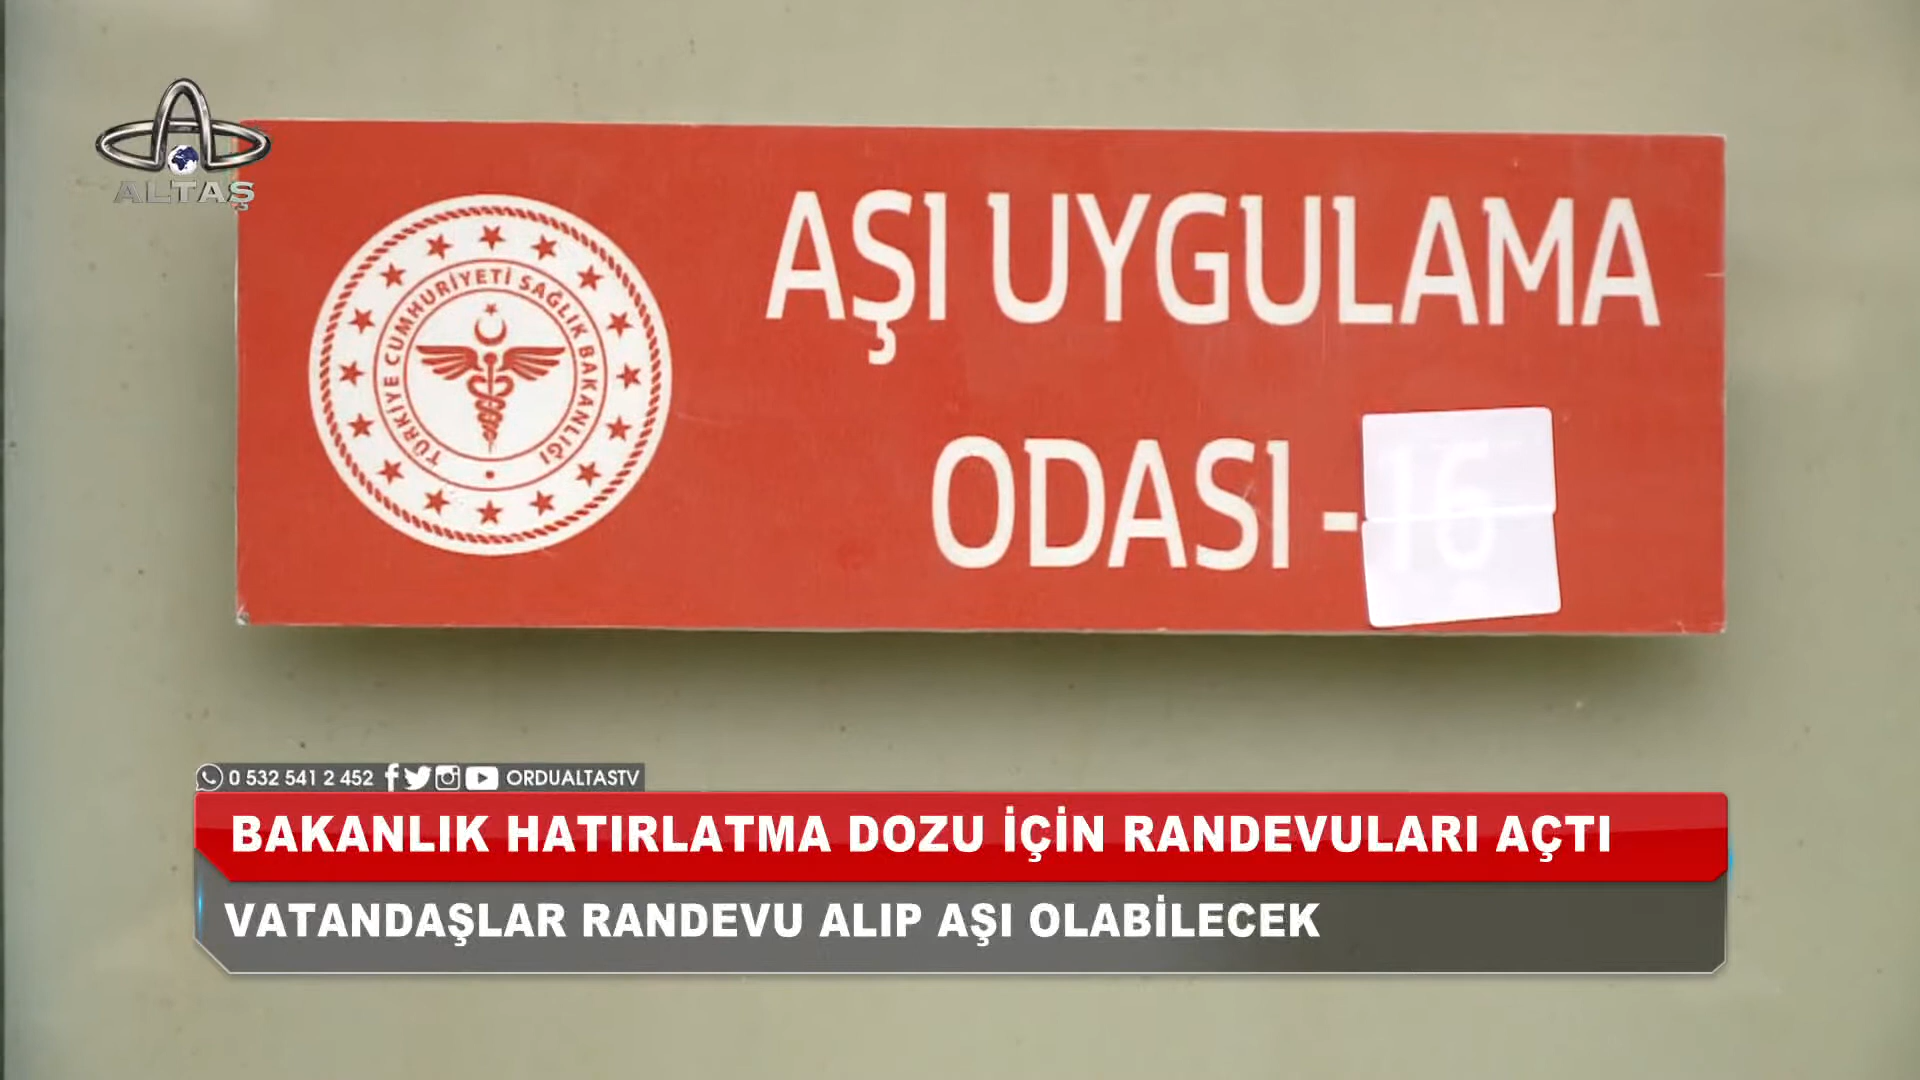 ALTAŞ
AŞI UYGULAMA
ODASI - 16
TÜRKİYE CUMHURİYETİ SAĞLIK BAKANLIĞI
0 532 541 2 452 ORDUALTASTV
BAKANLIK HATIRLATMA DOZU İÇİN RANDEVULARI AÇTI
VATANDAŞLAR RANDEVU ALIP AŞI OLABİLECEK